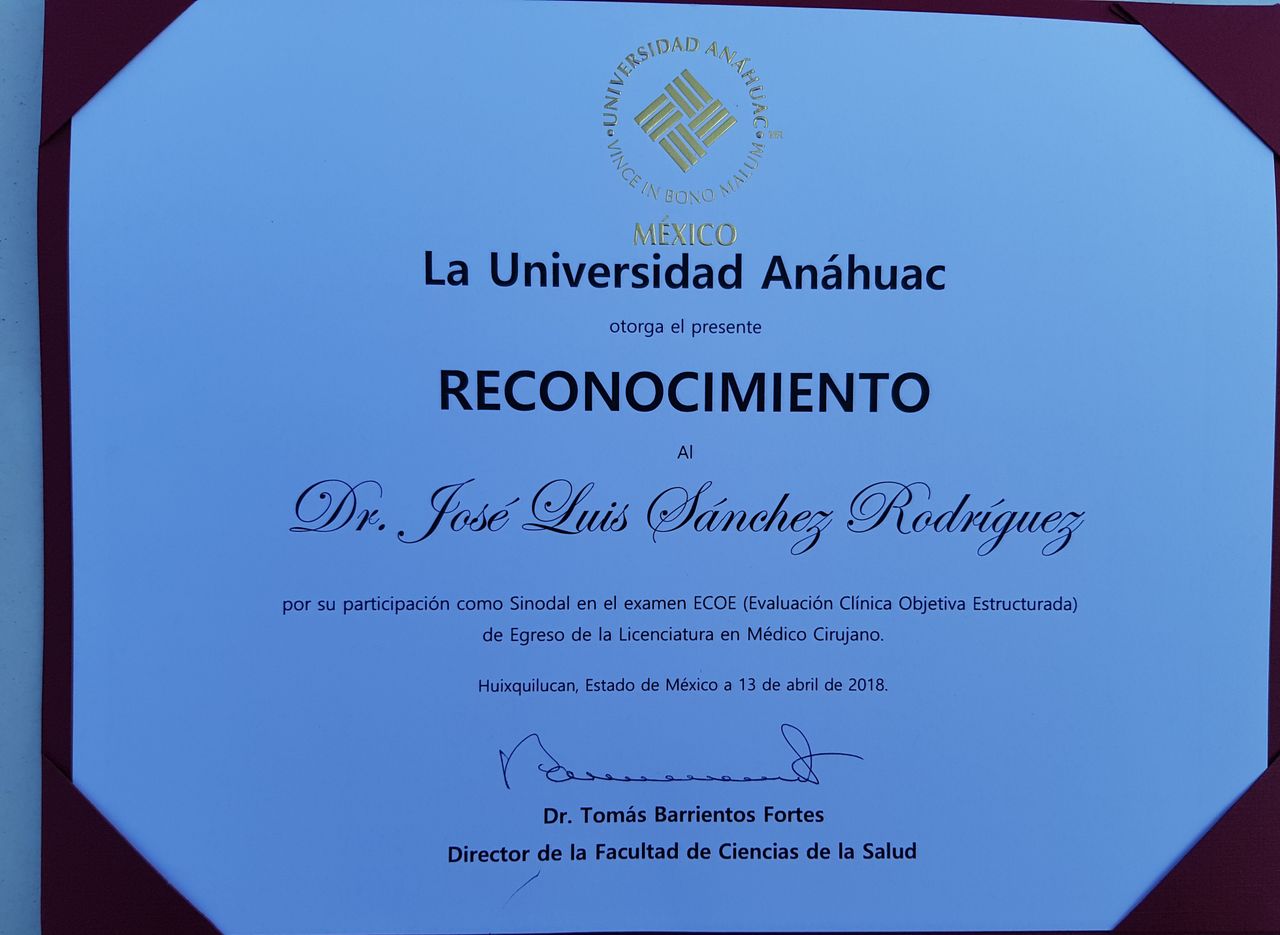 UNIVERSIDAD ANÁHUAC
VINCE IN BONO MALUM
MÉXICO
La Universidad Anáhuac
otorga el presente
RECONOCIMIENTO
Al
Dr. José Luis Sánchez Rodríguez
por su participación como Sinodal en el examen ECOE (Evaluación Clínica Objetiva Estructurada)
de Egreso de la Licenciatura en Médico Cirujano.
Huixquilucan, Estado de México a 13 de abril de 2018.
Dr. Tomás Barrientos Fortes
Director de la Facultad de Ciencias de la Salud